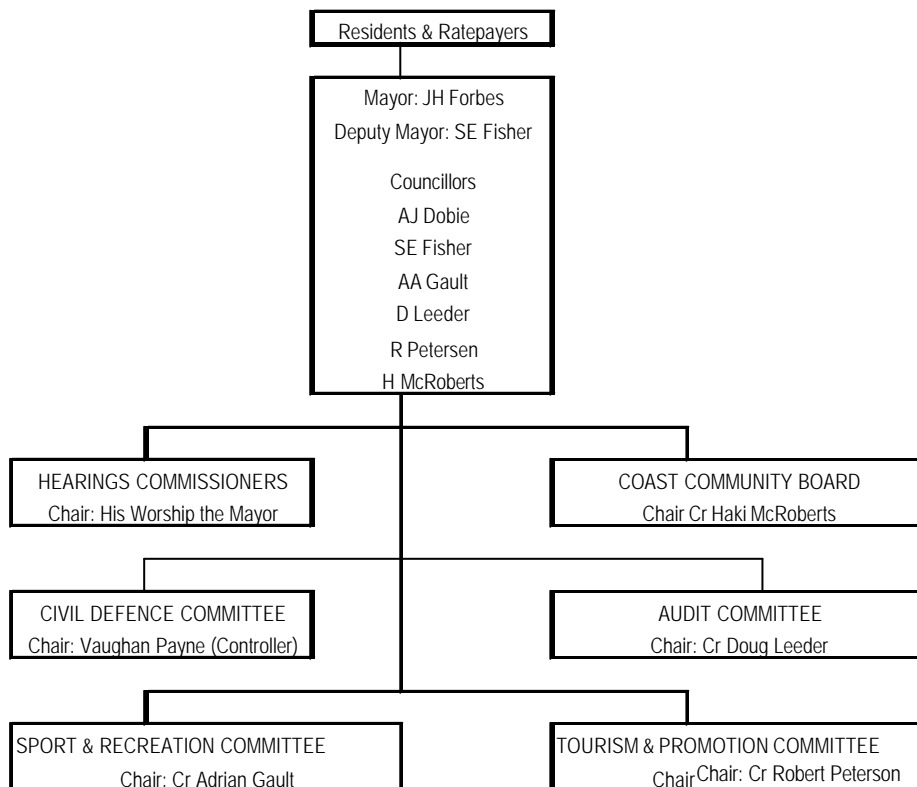 Residents & Ratepayers
Mayor: JH Forbes
Deputy Mayor: SE Fisher
Councillors
AJ Dobie
SE Fisher
AA Gault
D Leeder
R Petersen
H McRoberts
HEARINGS COMMISSIONERS
Chair: His Worship the Mayor
COAST COMMUNITY BOARD
Chair Cr Haki McRoberts
CIVIL DEFENCE COMMITTEE
Chair: Vaughan Payne (Controller)
AUDIT COMMITTEE
Chair: Cr Doug Leeder
SPORT & RECREATION COMMITTEE
Chair: Cr Adrian Gault
TOURISM & PROMOTION COMMITTEE
Chair Chair: Cr Robert Peterson